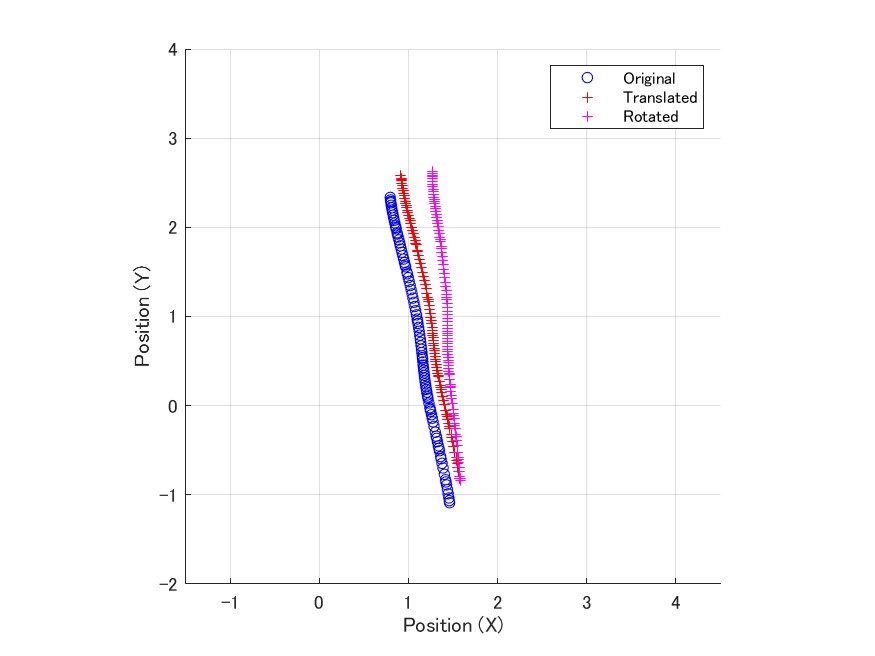 4
3
2
1
0
−1
−2
−1
0
1
2
3
4
Position (X)
Position (Y)
Original
Translated
Rotated